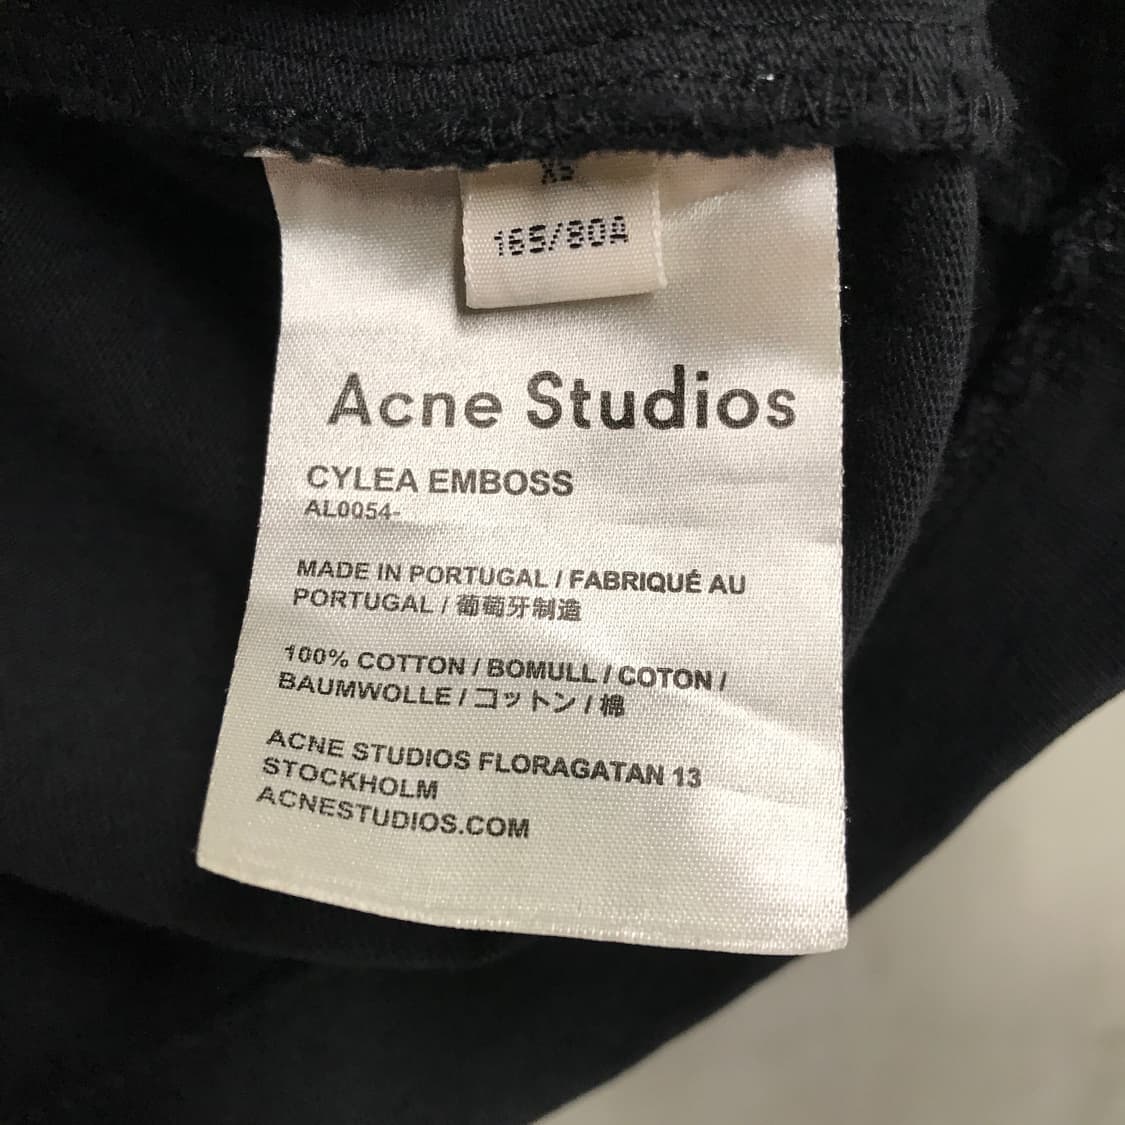 XS
165/80A
Acne Studios
CYLEA EMBOSS
AL0054-
MADE IN PORTUGAL / FABRIQUÉ AU
PORTUGAL / 葡萄牙制造
100% COTTON / BOMULL / COTON /
BAUMWOLLE / コットン / 棉
ACNE STUDIOS FLORAGATAN 13
STOCKHOLM
ACNESTUDIOS.COM